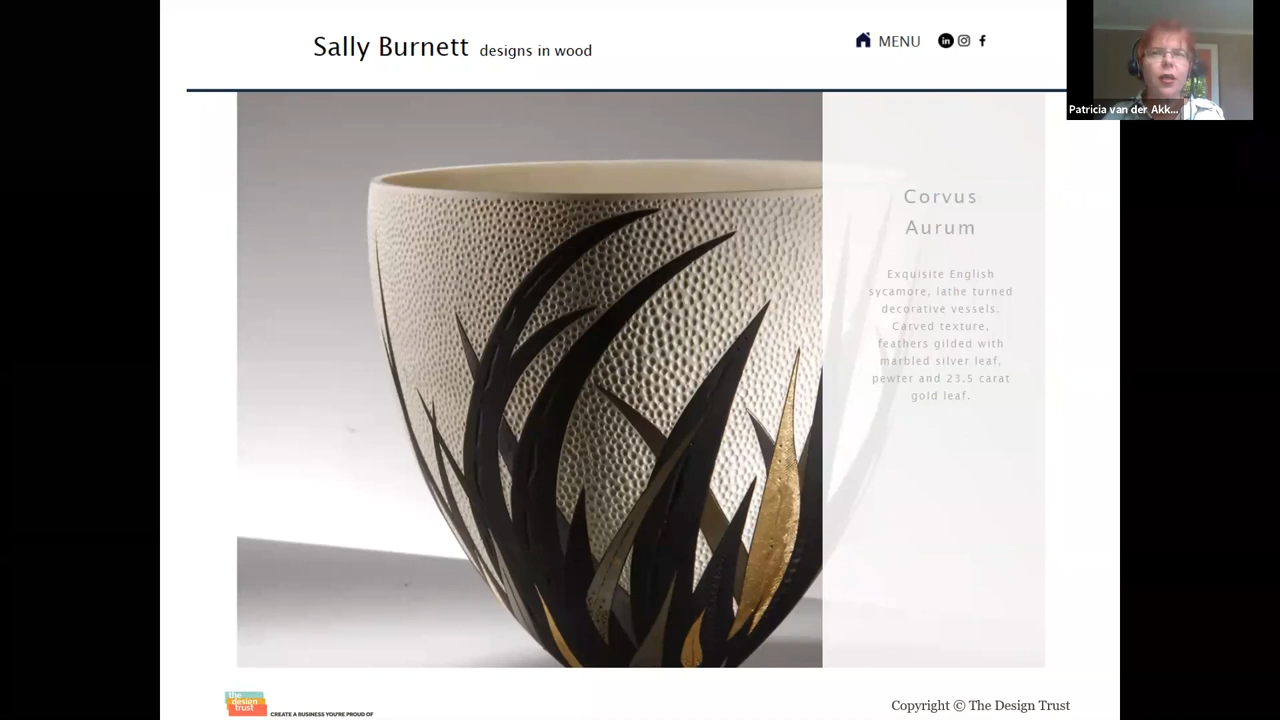 Sally Burnett designs in wood
MENU
in
Patricia van der Akk...
Corvus
Aurum
Exquisite English
sycamore, lathe turned
decorative vessels.
Carved texture,
feathers gilded with
marbled silver leaf,
pewter and 23.5 carat
gold leaf.
the
design
trust
CREATE A BUSINESS YOU'RE PROUD OF
Copyright © The Design Trust